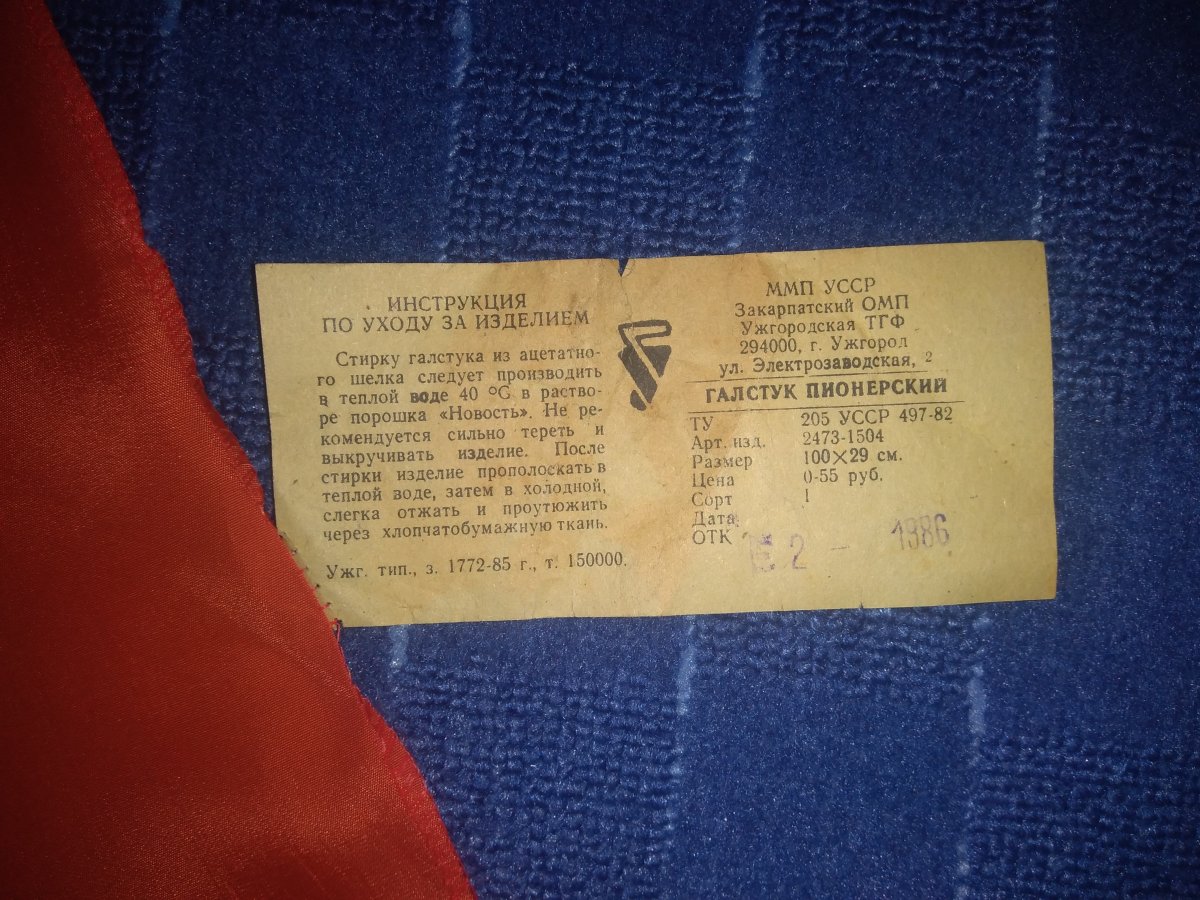 ИНСТРУКЦИЯ
ПО УХОДУ ЗА ИЗДЕЛИЕМ
Стирку галстука из ацетатно-
го шелка следует производить
в теплой воде 40 °С в раство-
ре порошка «Новость». Не ре-
комендуется сильно тереть и
выкручивать изделие. После
стирки изделие прополоскать в
теплой воде, затем в холодной,
слегка отжать и проутюжить
через хлопчатобумажную ткань.
Ужг. тип., з. 1772-85 г., т. 150000.
ММП УССР
Закарпатский ОМП
Ужгородская ТГФ
294000, г. Ужгород
ул. Электрозаводская, 2
ГАЛСТУК ПИОНЕРСКИЙ
ТУ 205 УССР 497-82
Арт. изд. 2473-1504
Размер 100×29 см.
Цена 0-55 руб.
Сорт 1
Дата
ОТК
2 - 1986